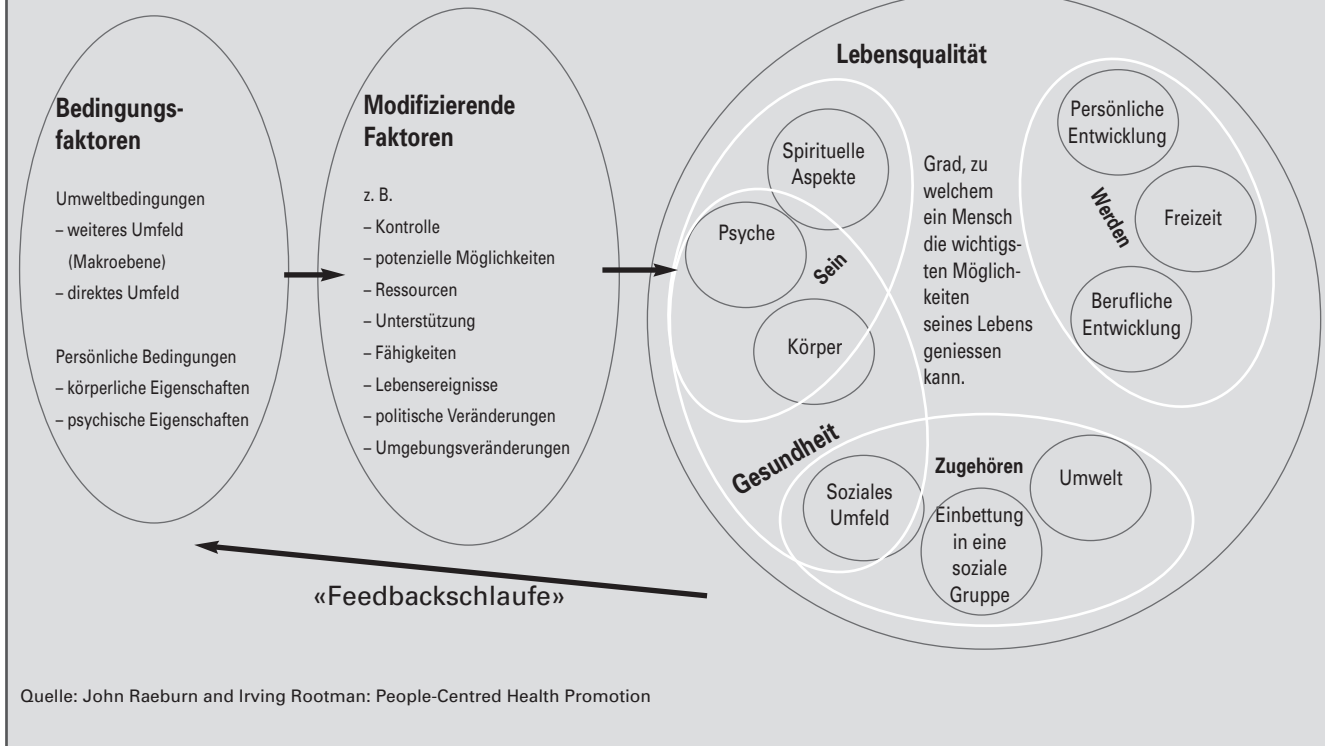 Bedingungs-
faktoren
Umweltbedingungen
– weiteres Umfeld
(Makroebene)
– direktes Umfeld
Persönliche Bedingungen
– körperliche Eigenschaften
– psychische Eigenschaften
Modifizierende
Faktoren
z. B.
– Kontrolle
– potenzielle Möglichkeiten
– Ressourcen
– Unterstützung
– Fähigkeiten
– Lebensereignisse
– politische Veränderungen
– Umgebungsveränderungen
Lebensqualität
Spirituelle
Aspekte
Psyche
Sein
Körper
Gesundheit
Grad, zu
welchem
ein Mensch
die wichtigs-
ten Möglich-
keiten
seines Lebens
geniessen
kann.
Persönliche
Entwicklung
Werden
Freizeit
Berufliche
Entwicklung
Zugehören
Soziales
Umfeld
Einbettung
in eine
soziale
Gruppe
Umwelt
«Feedbackschlaufe»
Quelle: John Raeburn and Irving Rootman: People-Centred Health Promotion